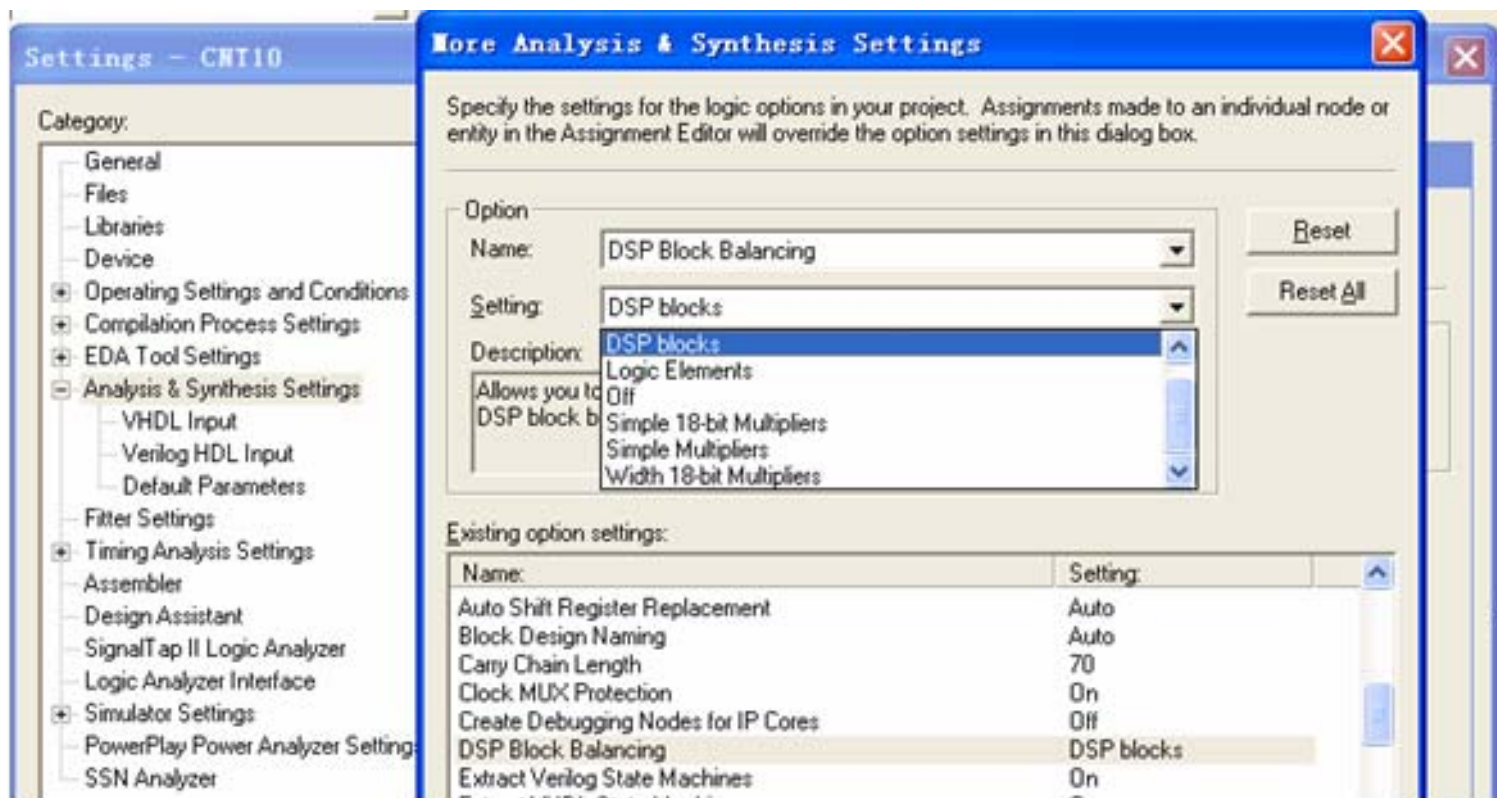 Settings - CNT10
Category:
General
Files
Libraries
Device
Operating Settings and Conditions
Compilation Process Settings
EDA Tool Settings
Analysis & Synthesis Settings
VHDL Input
Verilog HDL Input
Default Parameters
Fitter Settings
Timing Analysis Settings
Assembler
Design Assistant
SignalTap II Logic Analyzer
Logic Analyzer Interface
Simulator Settings
PowerPlay Power Analyzer Setting
SSN Analyzer
More Analysis & Synthesis Settings
Specify the settings for the logic options in your project. Assignments made to an individual node or
entity in the Assignment Editor will override the option settings in this dialog box.
Option
Name: DSP Block Balancing
Reset
Setting: DSP blocks
Reset All
Description:
Allows you to
DSP block b
DSP blocks
Logic Elements
Off
Simple 18-bit Multipliers
Simple Multipliers
Width 18-bit Multipliers
Existing option settings:
Name: Setting:
Auto Shift Register Replacement Auto
Block Design Naming Auto
Carry Chain Length 70
Clock MUX Protection On
Create Debugging Nodes for IP Cores Off
DSP Block Balancing DSP blocks
Extract Verilog State Machines On